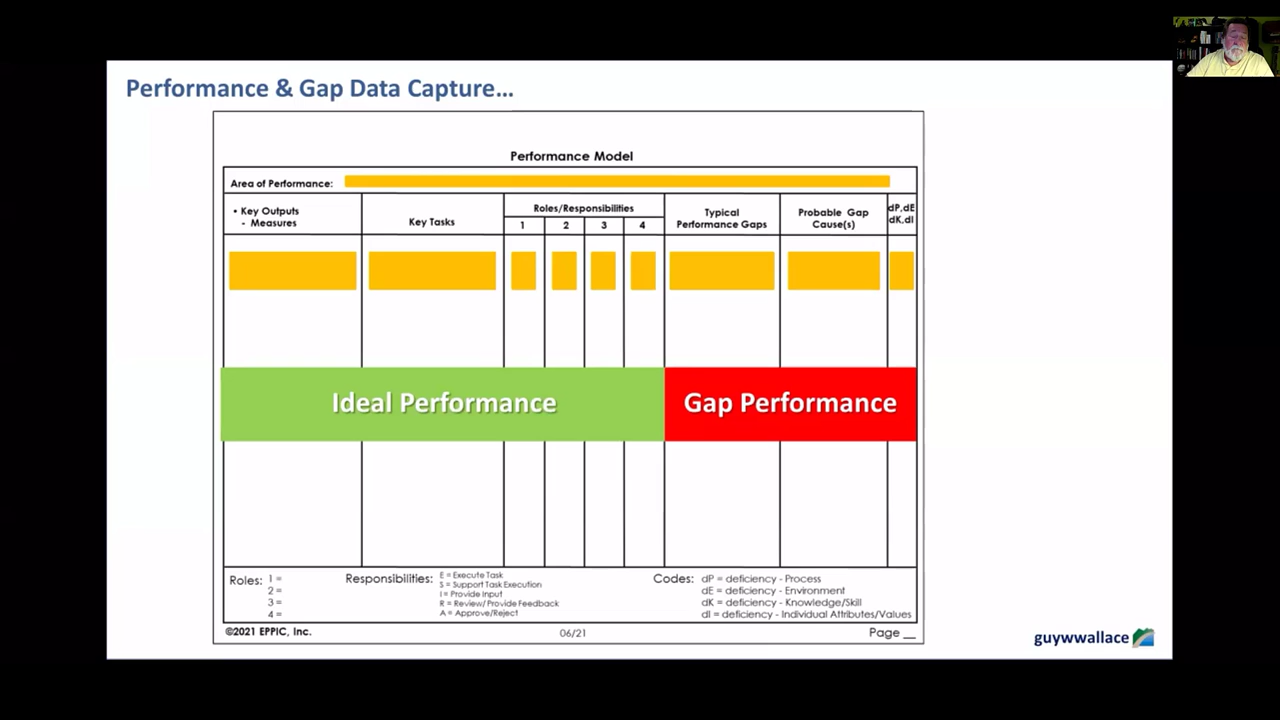 Performance & Gap Data Capture...
Performance Model
Area of Performance:
• Key Outputs
- Measures
Key Tasks
Roles/Responsibilities
1 2 3 4
Typical
Performance Gaps
Probable Gap
Cause(s)
dP,dE
dK,dI
Ideal Performance
Gap Performance
Roles: 1 =
2 =
3 =
4 =
Responsibilities: E = Execute Task
S = Support Task Execution
I = Provide Input
R = Review/ Provide Feedback
A = Approve/Reject
Codes: dP = deficiency - Process
dE = deficiency - Environment
dK = deficiency - Knowledge/Skill
dI = deficiency - Individual Attributes/Values
©2021 EPPIC, Inc.
06/21
Page __
guywwallace